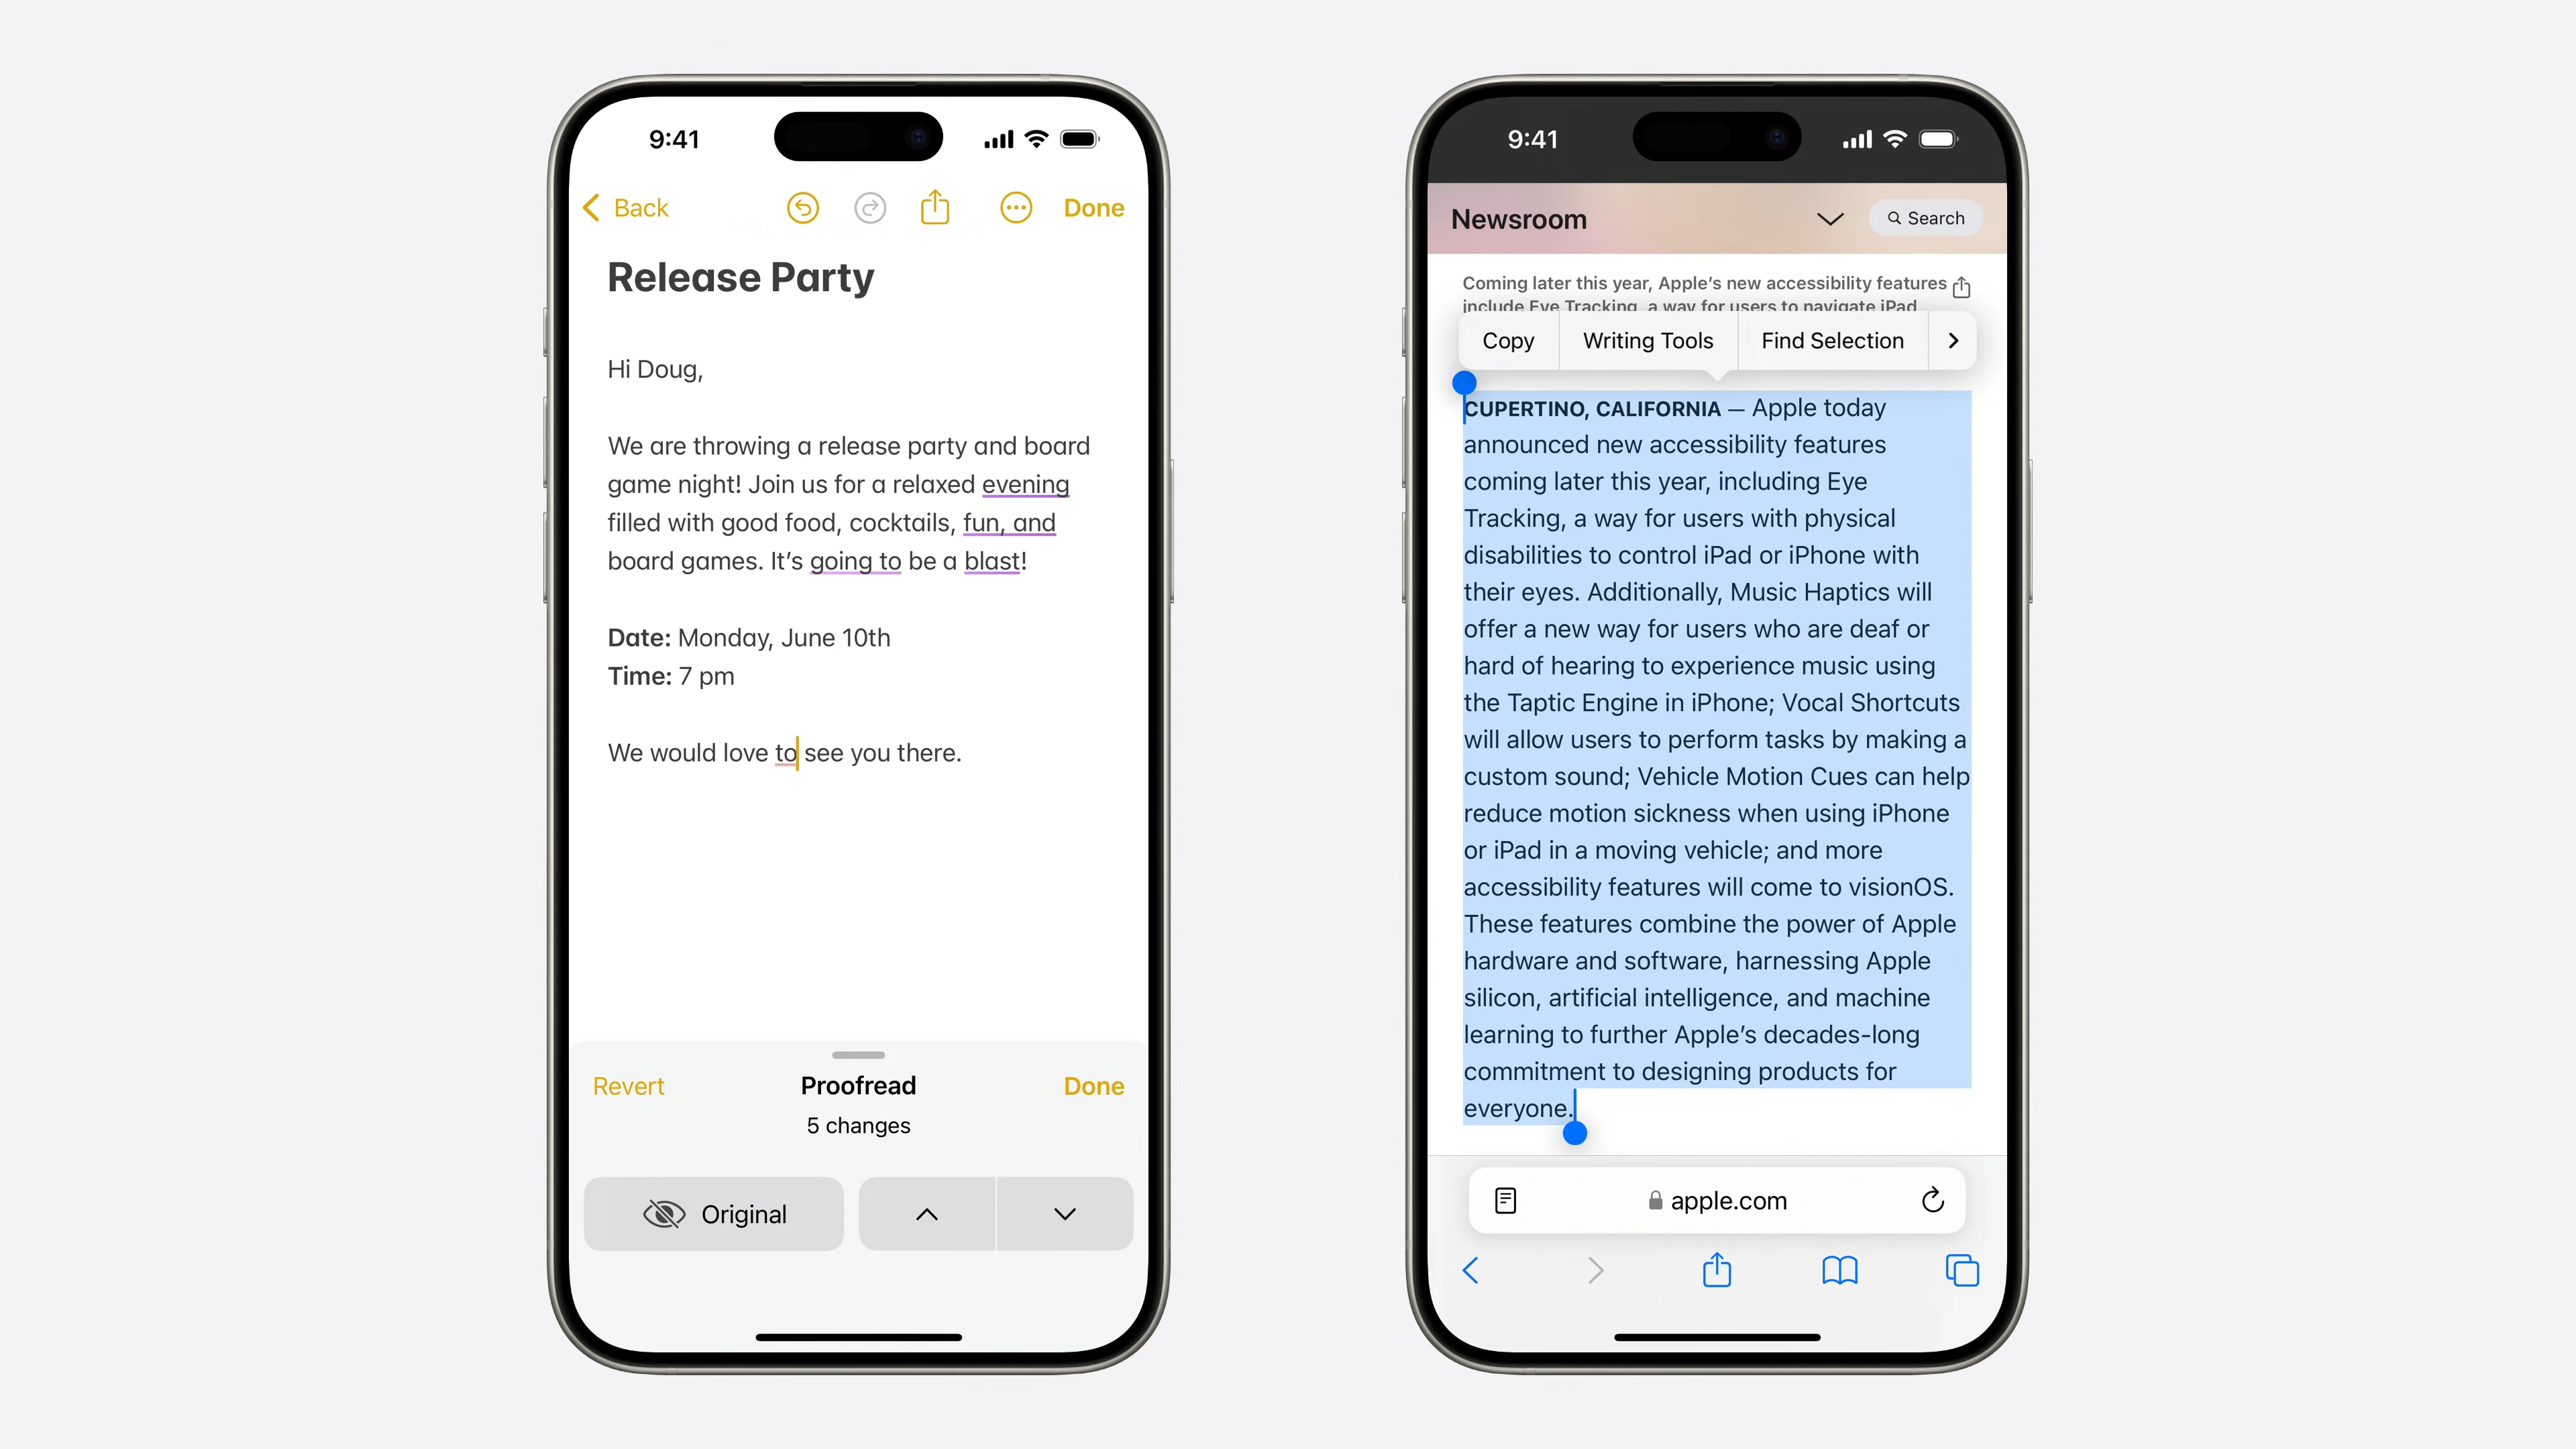 9:41
Back
Done
Release Party
Hi Doug,
We are throwing a release party and board
game night! Join us for a relaxed evening
filled with good food, cocktails, fun, and
board games. It’s going to be a blast!
Date: Monday, June 10th
Time: 7 pm
We would love to see you there.
Revert
Proofread
Done
5 changes
Original
9:41
Newsroom
Search
Coming later this year, Apple’s new accessibility features
include Eye Tracking, a way for users to navigate iPad
Copy
Writing Tools
Find Selection
CUPERTINO, CALIFORNIA — Apple today
announced new accessibility features
coming later this year, including Eye
Tracking, a way for users with physical
disabilities to control iPad or iPhone with
their eyes. Additionally, Music Haptics will
offer a new way for users who are deaf or
hard of hearing to experience music using
the Taptic Engine in iPhone; Vocal Shortcuts
will allow users to perform tasks by making a
custom sound; Vehicle Motion Cues can help
reduce motion sickness when using iPhone
or iPad in a moving vehicle; and more
accessibility features will come to visionOS.
These features combine the power of Apple
hardware and software, harnessing Apple
silicon, artificial intelligence, and machine
learning to further Apple’s decades-long
commitment to designing products for
everyone.
apple.com